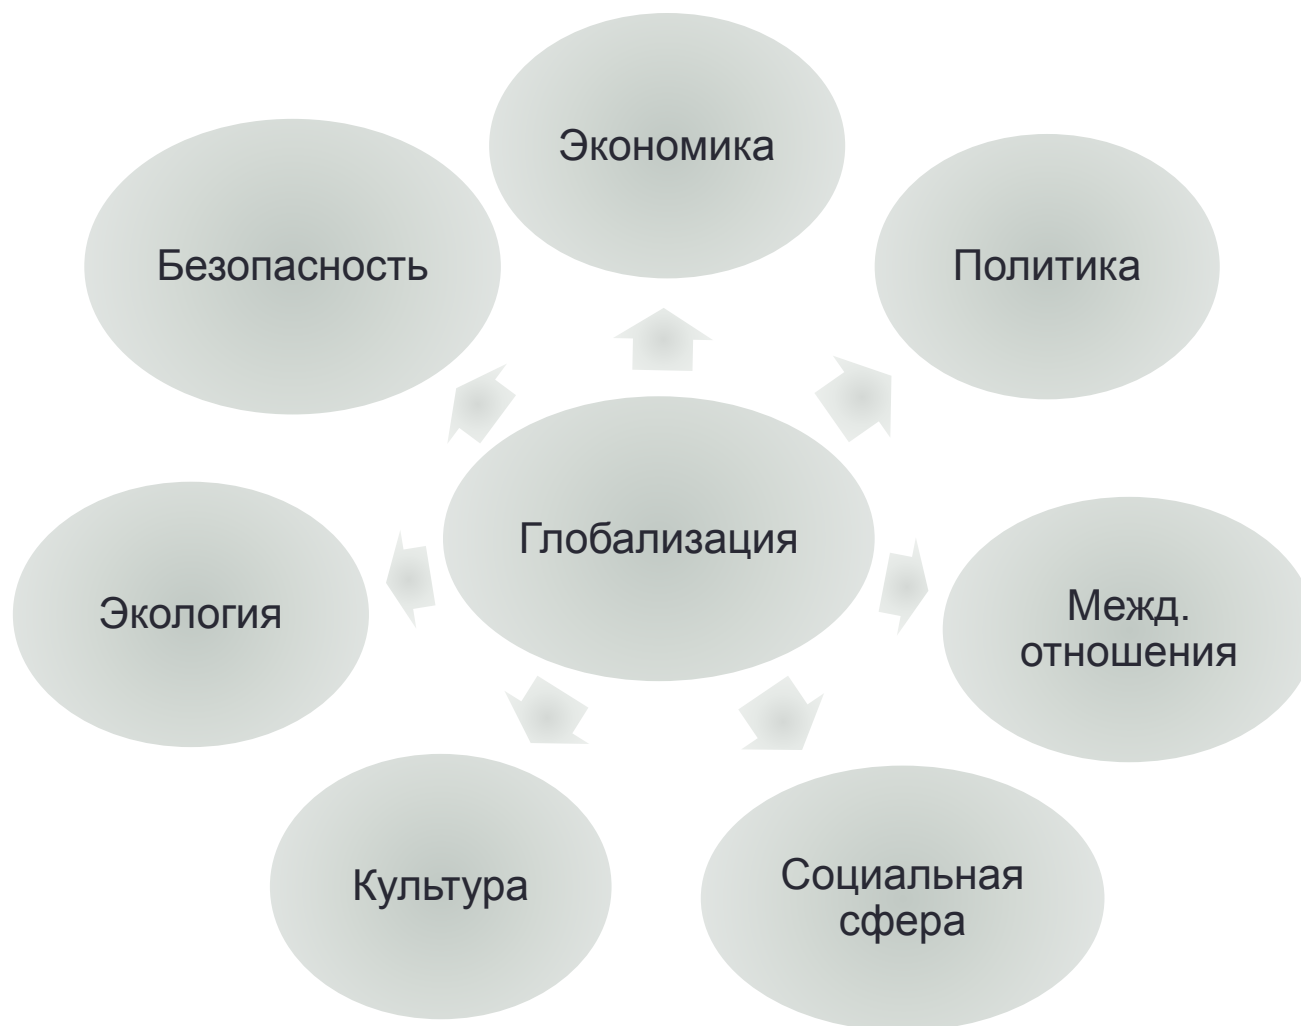 Экономика
Безопасность
Политика
Глобализация
Экология
Межд.
отношения
Культура
Социальная
сфера